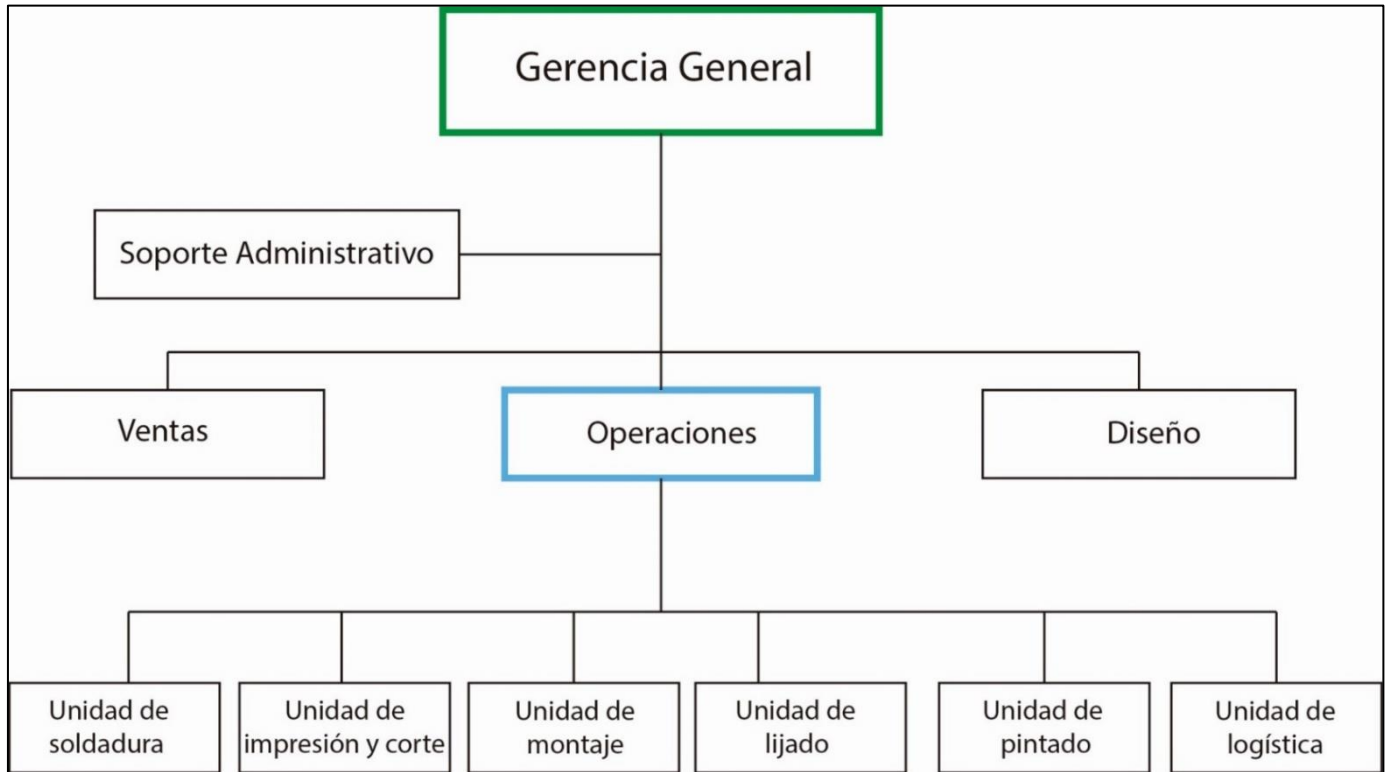 Gerencia General
Soporte Administrativo
Ventas
Operaciones
Diseño
Unidad de
soldadura
Unidad de
impresión y corte
Unidad de
montaje
Unidad de
lijado
Unidad de
pintado
Unidad de
logística